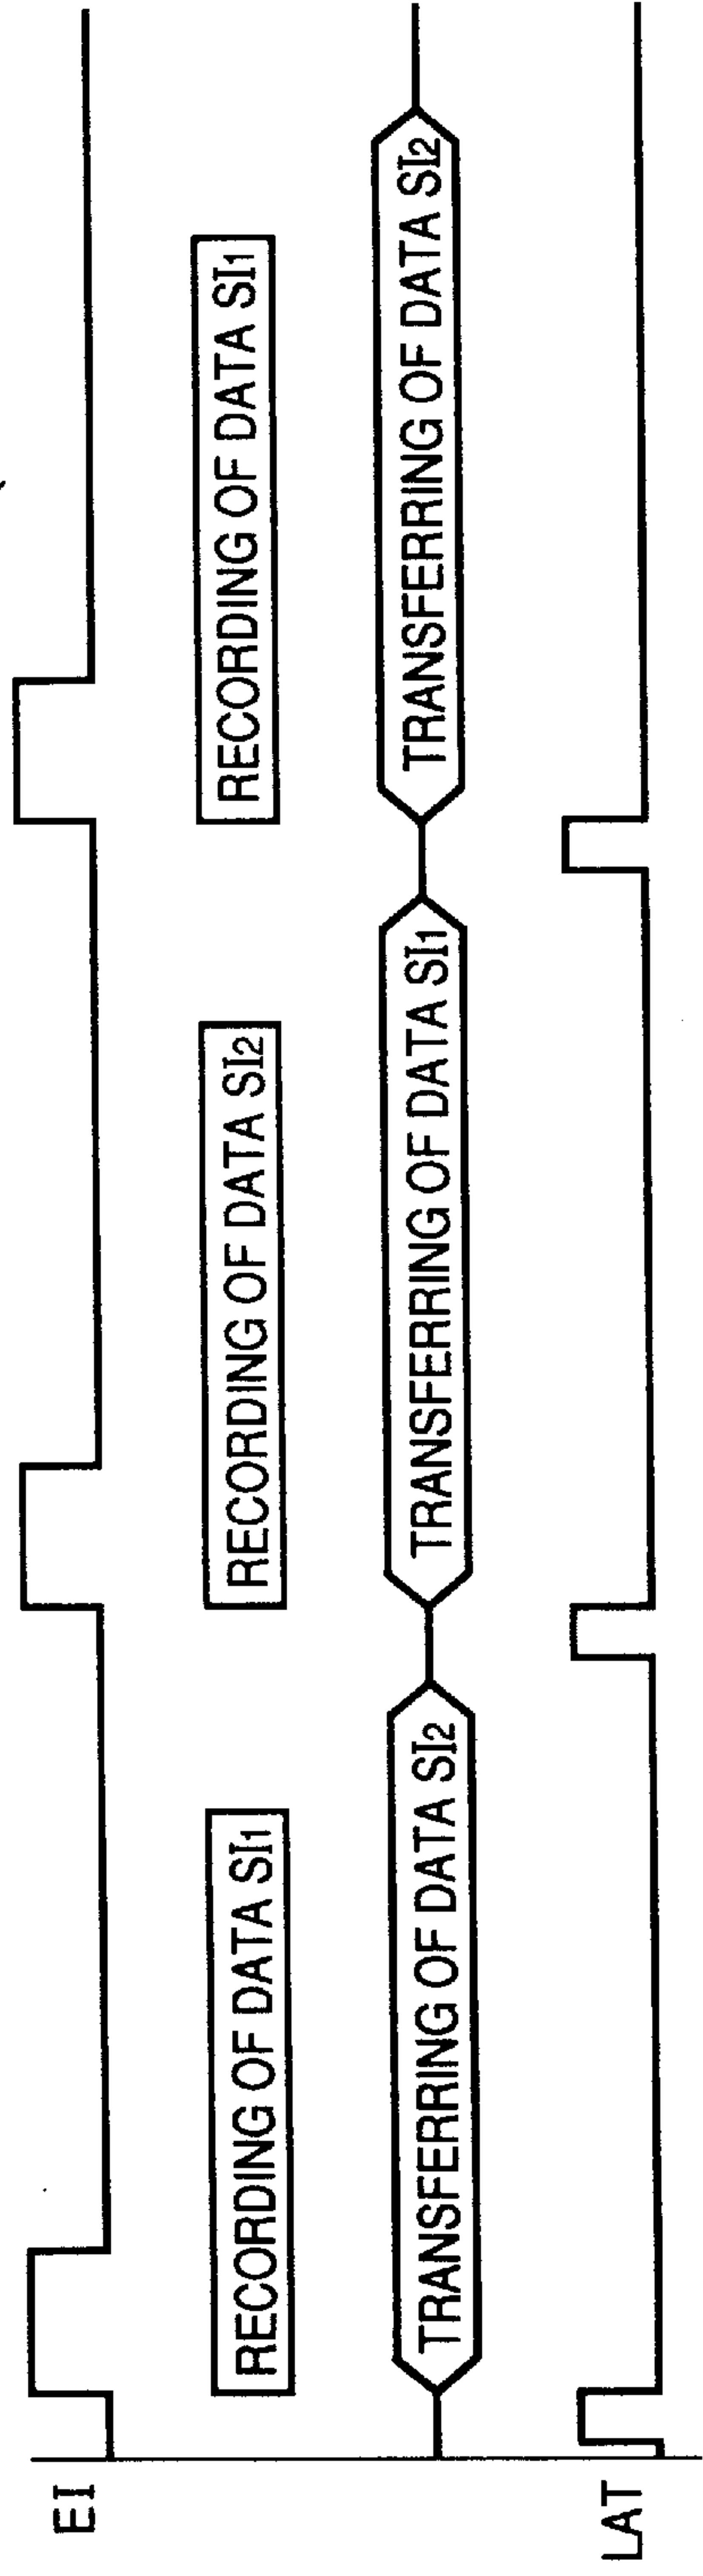 EI
RECORDING OF DATA SI1
RECORDING OF DATA SI2
RECORDING OF DATA SI1
TRANSFERRING OF DATA SI2
TRANSFERRING OF DATA SI1
TRANSFERRING OF DATA SI2
LAT